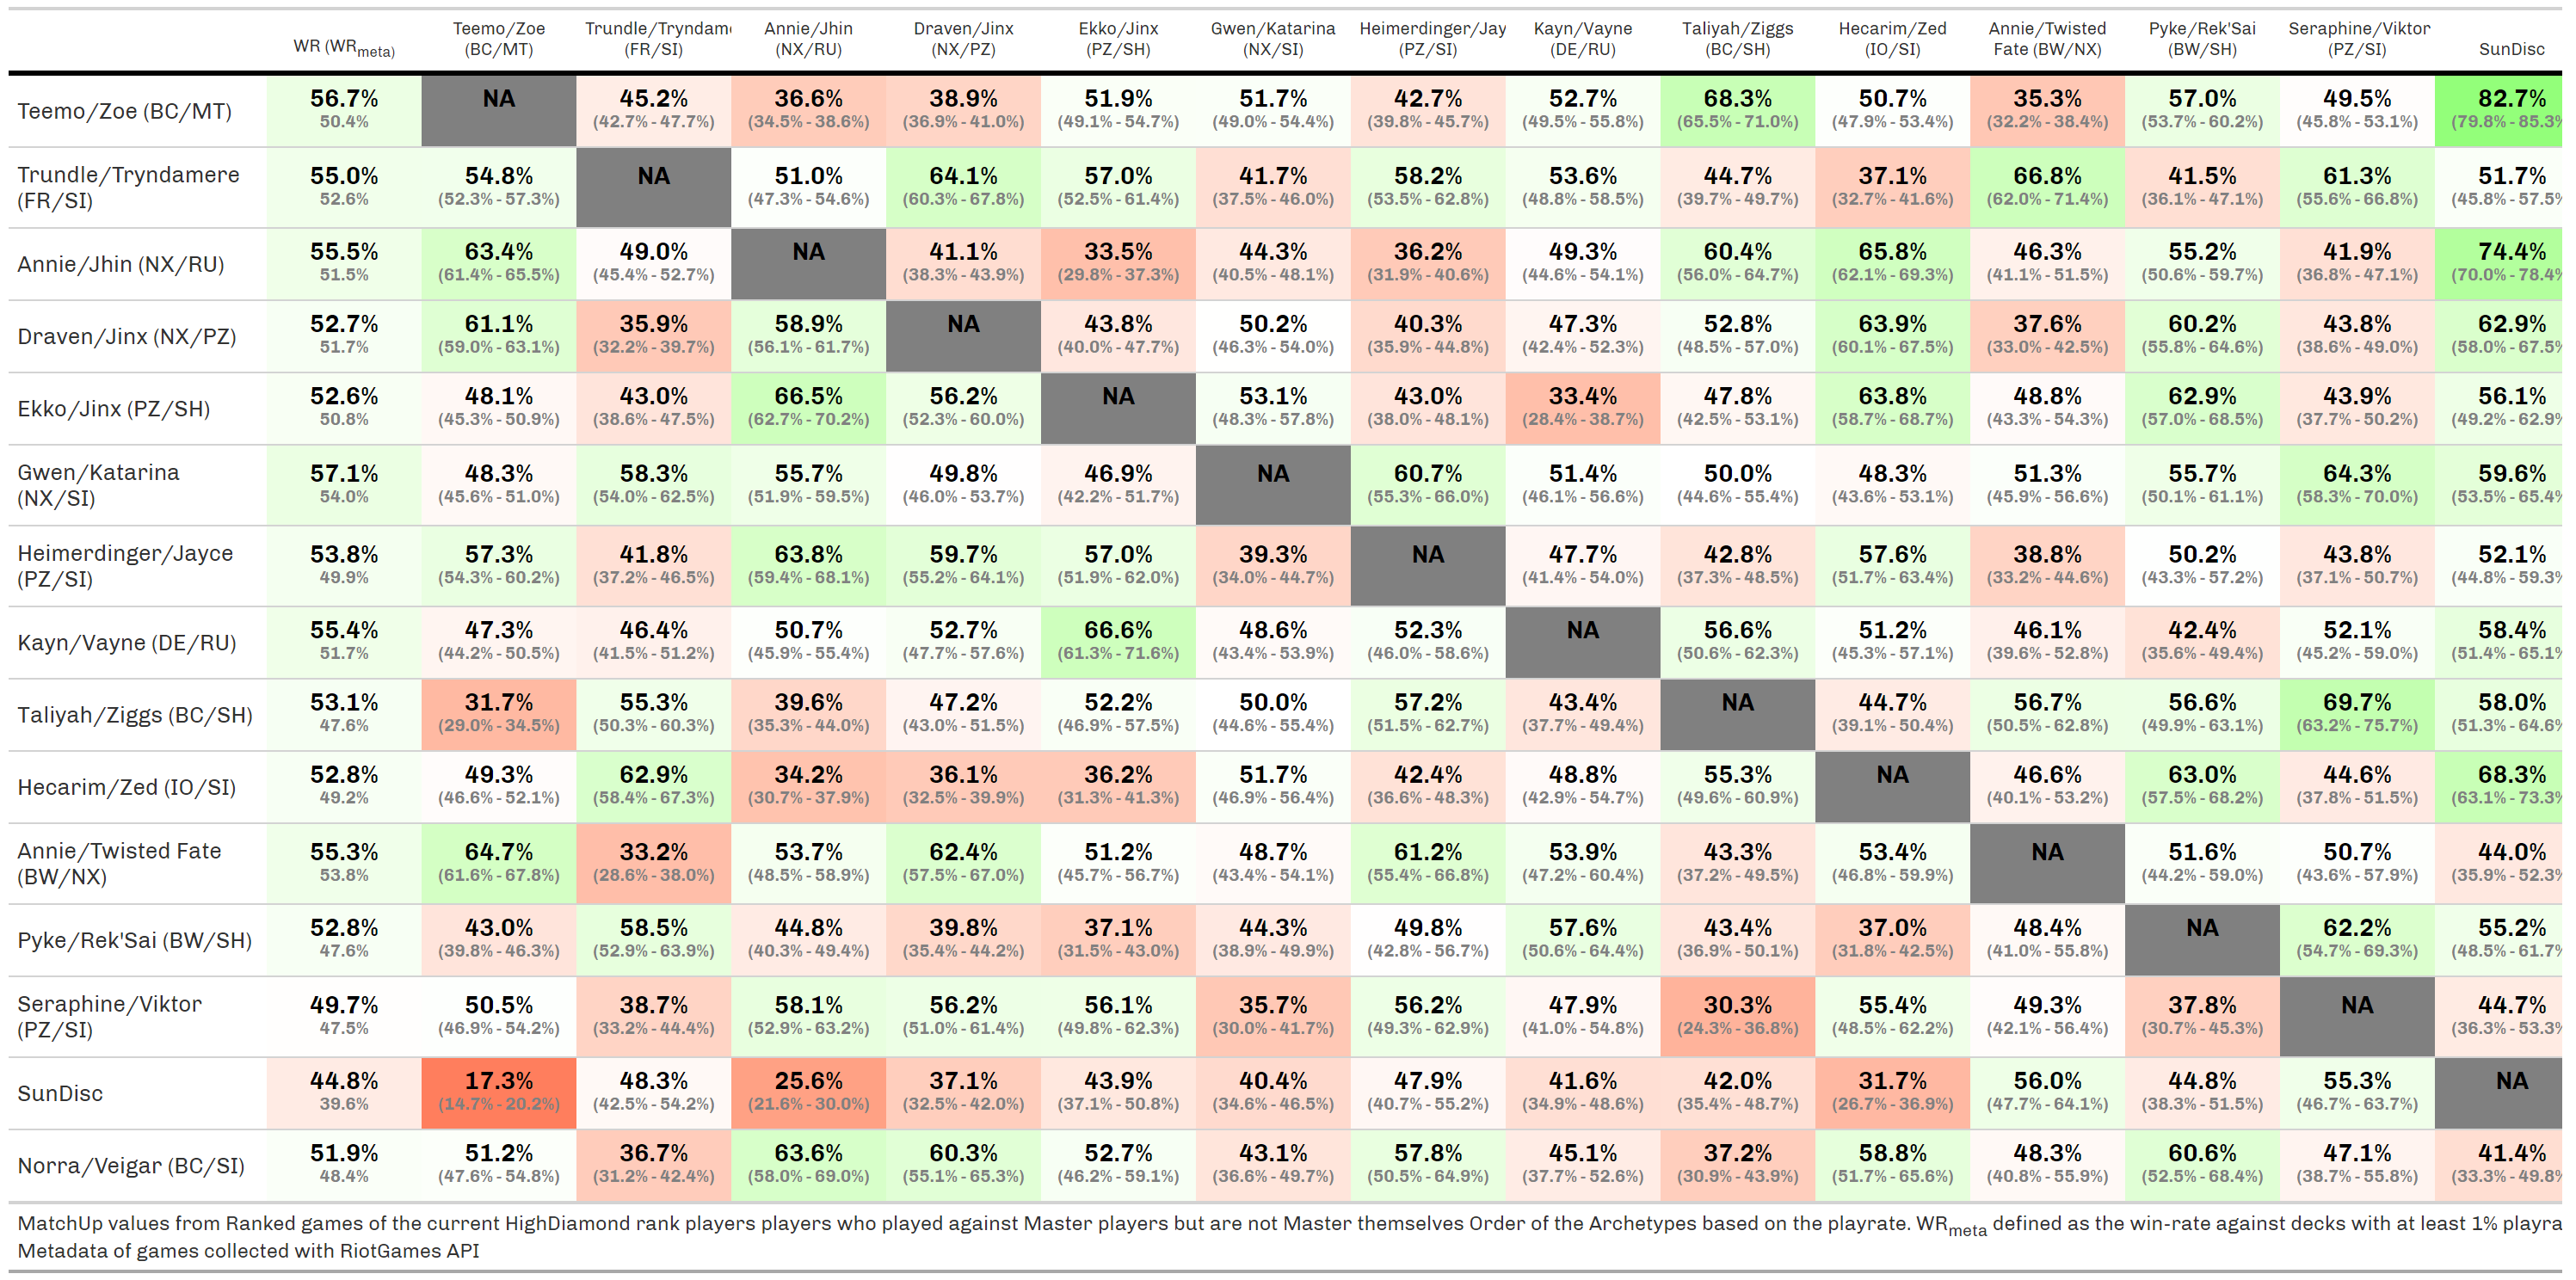 WR (WRmeta) Teemo/Zoe (BC/MT) Trundle/Tryndam (FR/SI) Annie/Jhin (NX/RU) Draven/Jinx (NX/PZ) Ekko/Jinx (PZ/SH) Gwen/Katarina (NX/SI) Heimerdinger/Jay (PZ/SI) Kayn/Vayne (DE/RU) Taliyah/Ziggs (BC/SH) Hecarim/Zed (IO/SI) Annie/Twisted Fate (BW/NX) Pyke/Rek'Sai (BW/SH) Seraphine/Viktor (PZ/SI) SunDisc
Teemo/Zoe (BC/MT) 56.7% NA 45.2% 36.6% 38.9% 51.9% 51.7% 42.7% 52.7% 68.3% 50.7% 35.3% 57.0% 49.5% 82.7%
50.4% (42.7% - 47.7%) (34.5% - 38.6%) (36.9% - 41.0%) (49.1% - 54.7%) (49.0% - 54.4%) (39.8% - 45.7%) (49.5% - 55.8%) (65.5% - 71.0%) (47.9% - 53.4%) (32.2% - 38.4%) (53.7% - 60.2%) (45.8% - 53.1%) (79.8% - 85.3%
Trundle/Tryndamere (FR/SI) 55.0% 54.8% NA 51.0% 64.1% 57.0% 41.7% 58.2% 53.6% 44.7% 37.1% 66.8% 41.5% 61.3% 51.7%
52.6% (52.3% - 57.3%) (47.3% - 54.6%) (60.3% - 67.8%) (52.5% - 61.4%) (37.5% - 46.0%) (53.5% - 62.8%) (48.8% - 58.5%) (39.7% - 49.7%) (32.7% - 41.6%) (62.0% - 71.4%) (36.1% - 47.1%) (55.6% - 66.8%) (45.8% - 57.5%
Annie/Jhin (NX/RU) 55.5% 63.4% 49.0% NA 41.1% 33.5% 44.3% 36.2% 49.3% 60.4% 65.8% 46.3% 55.2% 41.9% 74.4%
51.5% (61.4% - 65.5%) (45.4% - 52.7%) (38.3% - 43.9%) (29.8% - 37.3%) (40.5% - 48.1%) (31.9% - 40.6%) (44.6% - 54.1%) (56.0% - 64.7%) (62.1% - 69.3%) (41.1% - 51.5%) (50.6% - 59.7%) (36.8% - 47.1%) (70.0% - 78.4%
Draven/Jinx (NX/PZ) 52.7% 61.1% 35.9% 58.9% NA 43.8% 50.2% 40.3% 47.3% 52.8% 63.9% 37.6% 60.2% 43.8% 62.9%
51.7% (59.0% - 63.1%) (32.2% - 39.7%) (56.1% - 61.7%) (40.0% - 47.7%) (46.3% - 54.0%) (35.9% - 44.8%) (42.4% - 52.3%) (48.5% - 57.0%) (60.1% - 67.5%) (33.0% - 42.5%) (55.8% - 64.6%) (38.6% - 49.0%) (58.0% - 67.5%
Ekko/Jinx (PZ/SH) 52.6% 48.1% 43.0% 66.5% 56.2% NA 53.1% 43.0% 33.4% 47.8% 63.8% 48.8% 62.9% 43.9% 56.1%
50.8% (45.3% - 50.9%) (38.6% - 47.5%) (62.7% - 70.2%) (52.3% - 60.0%) (48.3% - 57.8%) (38.0% - 48.1%) (28.4% - 38.7%) (42.5% - 53.1%) (58.7% - 68.7%) (43.3% - 54.3%) (57.0% - 68.5%) (37.7% - 50.2%) (49.2% - 62.9%
Gwen/Katarina (NX/SI) 57.1% 48.3% 58.3% 55.7% 49.8% 46.9% NA 60.7% 51.4% 50.0% 48.3% 51.3% 55.7% 64.3% 59.6%
54.0% (45.6% - 51.0%) (54.0% - 62.5%) (51.9% - 59.5%) (46.0% - 53.7%) (42.2% - 51.7%) (55.3% - 66.0%) (46.1% - 56.6%) (44.6% - 55.4%) (43.6% - 53.1%) (45.9% - 56.6%) (50.1% - 61.1%) (58.3% - 70.0%) (53.5% - 65.4%
Heimerdinger/Jayce (PZ/SI) 53.8% 57.3% 41.8% 63.8% 59.7% 57.0% 39.3% NA 47.7% 42.8% 57.6% 38.8% 50.2% 43.8% 52.1%
49.9% (54.3% - 60.2%) (37.2% - 46.5%) (59.4% - 68.1%) (55.2% - 64.1%) (51.9% - 62.0%) (34.0% - 44.7%) (41.4% - 54.0%) (37.3% - 48.5%) (51.7% - 63.4%) (33.2% - 44.6%) (43.3% - 57.2%) (37.1% - 50.7%) (44.8% - 59.3%
Kayn/Vayne (DE/RU) 55.4% 47.3% 46.4% 50.7% 52.7% 66.6% 48.6% 52.3% NA 56.6% 51.2% 46.1% 42.4% 52.1% 58.4%
51.7% (44.2% - 50.5%) (41.5% - 51.2%) (45.9% - 55.4%) (47.7% - 57.6%) (61.3% - 71.6%) (43.4% - 53.9%) (46.0% - 58.6%) (50.6% - 62.3%) (45.3% - 57.1%) (39.6% - 52.8%) (35.6% - 49.4%) (45.2% - 59.0%) (51.4% - 65.1%
Taliyah/Ziggs (BC/SH) 53.1% 31.7% 55.3% 39.6% 47.2% 52.2% 50.0% 57.2% 43.4% NA 44.7% 56.7% 56.6% 69.7% 58.0%
47.6% (29.0% - 34.5%) (50.3% - 60.3%) (35.3% - 44.0%) (43.0% - 51.5%) (46.9% - 57.5%) (44.6% - 55.4%) (51.5% - 62.7%) (37.7% - 49.4%) (39.1% - 50.4%) (50.5% - 62.8%) (49.9% - 63.1%) (63.2% - 75.7%) (51.3% - 64.6%
Hecarim/Zed (IO/SI) 52.8% 49.3% 62.9% 34.2% 36.1% 36.2% 51.7% 42.4% 48.8% 55.3% NA 46.6% 63.0% 44.6% 68.3%
49.2% (46.6% - 52.1%) (58.4% - 67.3%) (30.7% - 37.9%) (32.5% - 39.9%) (31.3% - 41.3%) (46.9% - 56.4%) (36.6% - 48.3%) (42.9% - 54.7%) (49.6% - 60.9%) (40.1% - 53.2%) (57.5% - 68.2%) (37.8% - 51.5%) (63.1% - 73.3%
Annie/Twisted Fate (BW/NX) 55.3% 64.7% 33.2% 53.7% 62.4% 51.2% 48.7% 61.2% 53.9% 43.3% 53.4% NA 51.6% 50.7% 44.0%
53.8% (61.6% - 67.8%) (28.6% - 38.0%) (48.5% - 58.9%) (57.5% - 67.0%) (45.7% - 56.7%) (43.4% - 54.1%) (55.4% - 66.8%) (47.2% - 60.4%) (37.2% - 49.5%) (46.8% - 59.9%) (44.2% - 59.0%) (43.6% - 57.9%) (35.9% - 52.3%
Pyke/Rek'Sai (BW/SH) 52.8% 43.0% 58.5% 44.8% 39.8% 37.1% 44.3% 49.8% 57.6% 43.4% 37.0% 48.4% NA 62.2% 55.2%
47.6% (39.8% - 46.3%) (52.9% - 63.9%) (40.3% - 49.4%) (35.4% - 44.2%) (31.5% - 43.0%) (38.9% - 49.9%) (42.8% - 56.7%) (50.6% - 64.4%) (36.9% - 50.1%) (31.8% - 42.5%) (41.0% - 55.8%) (54.7% - 69.3%) (48.5% - 61.7%
Seraphine/Viktor (PZ/SI) 49.7% 50.5% 38.7% 58.1% 56.2% 56.1% 35.7% 56.2% 47.9% 30.3% 55.4% 49.3% 37.8% NA 44.7%
47.5% (46.9% - 54.2%) (33.2% - 44.4%) (52.9% - 63.2%) (51.0% - 61.4%) (49.8% - 62.3%) (30.0% - 41.7%) (49.3% - 62.9%) (41.0% - 54.8%) (24.3% - 36.8%) (48.5% - 62.2%) (42.1% - 56.4%) (30.7% - 45.3%) (36.3% - 53.3%
SunDisc 44.8% 17.3% 48.3% 25.6% 37.1% 43.9% 40.4% 47.9% 41.6% 42.0% 31.7% 56.0% 44.8% 55.3% NA
39.6% (14.7% - 20.2%) (42.5% - 54.2%) (21.6% - 30.0%) (32.5% - 42.0%) (37.1% - 50.8%) (34.6% - 46.5%) (40.7% - 55.2%) (34.9% - 48.6%) (35.4% - 48.7%) (26.7% - 36.9%) (47.7% - 64.1%) (38.3% - 51.5%) (46.7% - 63.7%)
Norra/Veigar (BC/SI) 51.9% 51.2% 36.7% 63.6% 60.3% 52.7% 43.1% 57.8% 45.1% 37.2% 58.8% 48.3% 60.6% 47.1% 41.4%
48.4% (47.6% - 54.8%) (31.2% - 42.4%) (58.0% - 69.0%) (55.1% - 65.3%) (46.2% - 59.1%) (36.6% - 49.7%) (50.5% - 64.9%) (37.7% - 52.6%) (30.9% - 43.9%) (51.7% - 65.6%) (40.8% - 55.9%) (52.5% - 68.4%) (38.7% - 55.8%) (33.3% - 49.8%
MatchUp values from Ranked games of the current HighDiamond rank players players who played against Master players but are not Master themselves Order of the Archetypes based on the playrate. WRmeta defined as the win-rate against decks with at least 1% playra
Metadata of games collected with RiotGames API